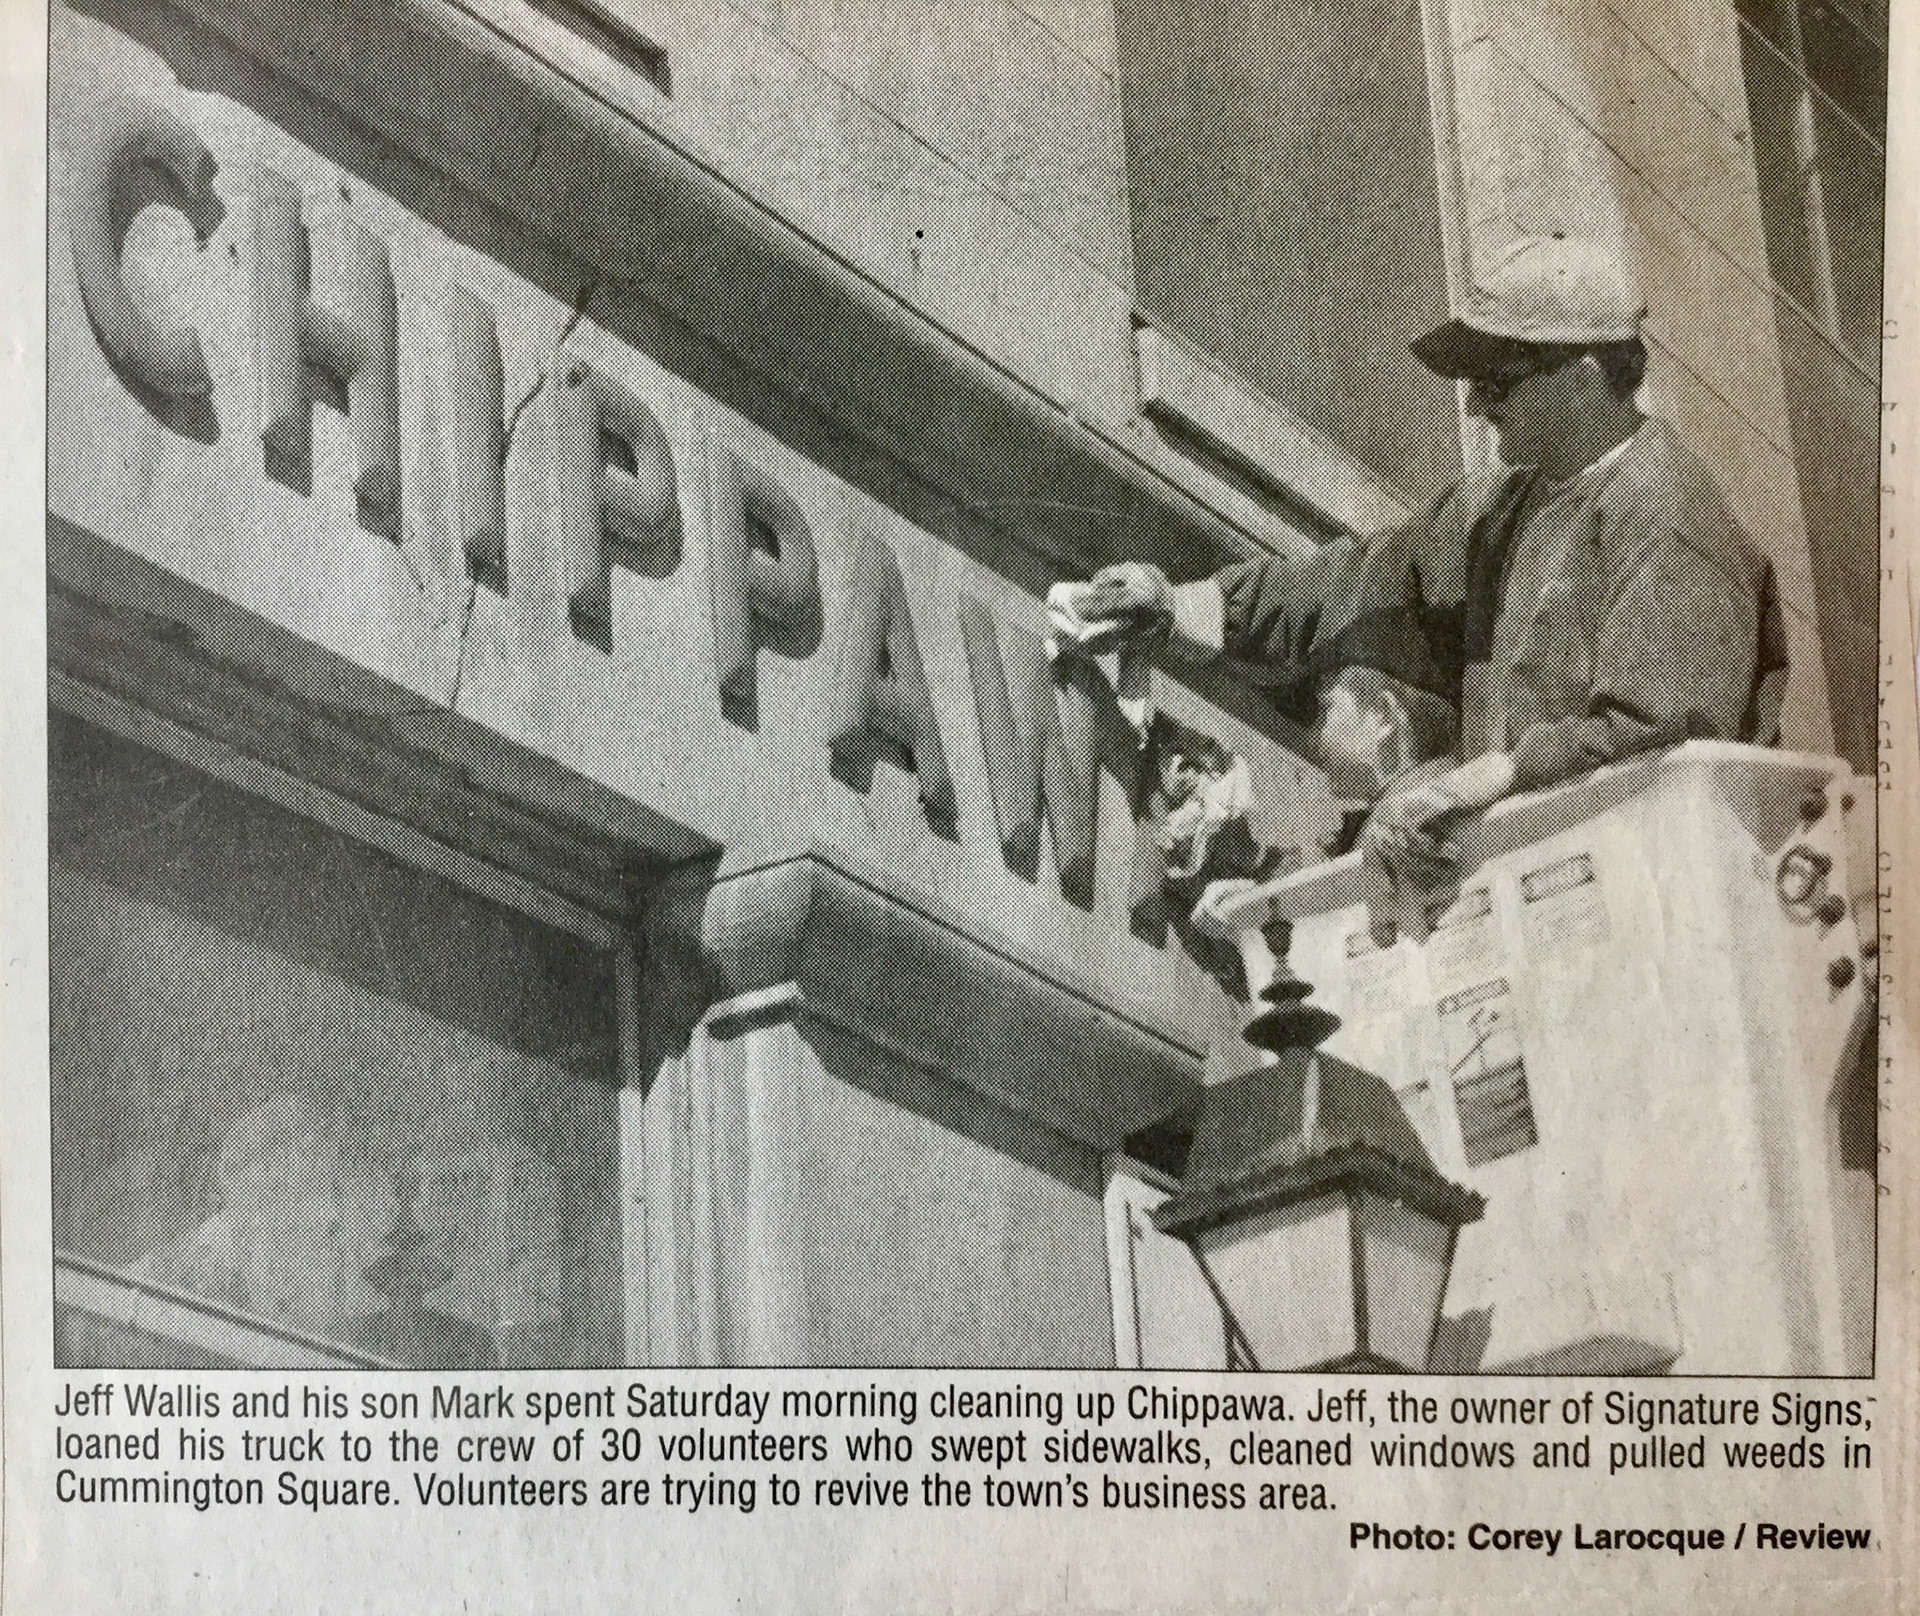 CHIPPAW
Jeff Wallis and his son Mark spent Saturday morning cleaning up Chippawa. Jeff, the owner of Signature Signs,
loaned his truck to the crew of 30 volunteers who swept sidewalks, cleaned windows and pulled weeds in
Cummington Square. Volunteers are trying to revive the town's business area.
Photo: Corey Larocque / Review